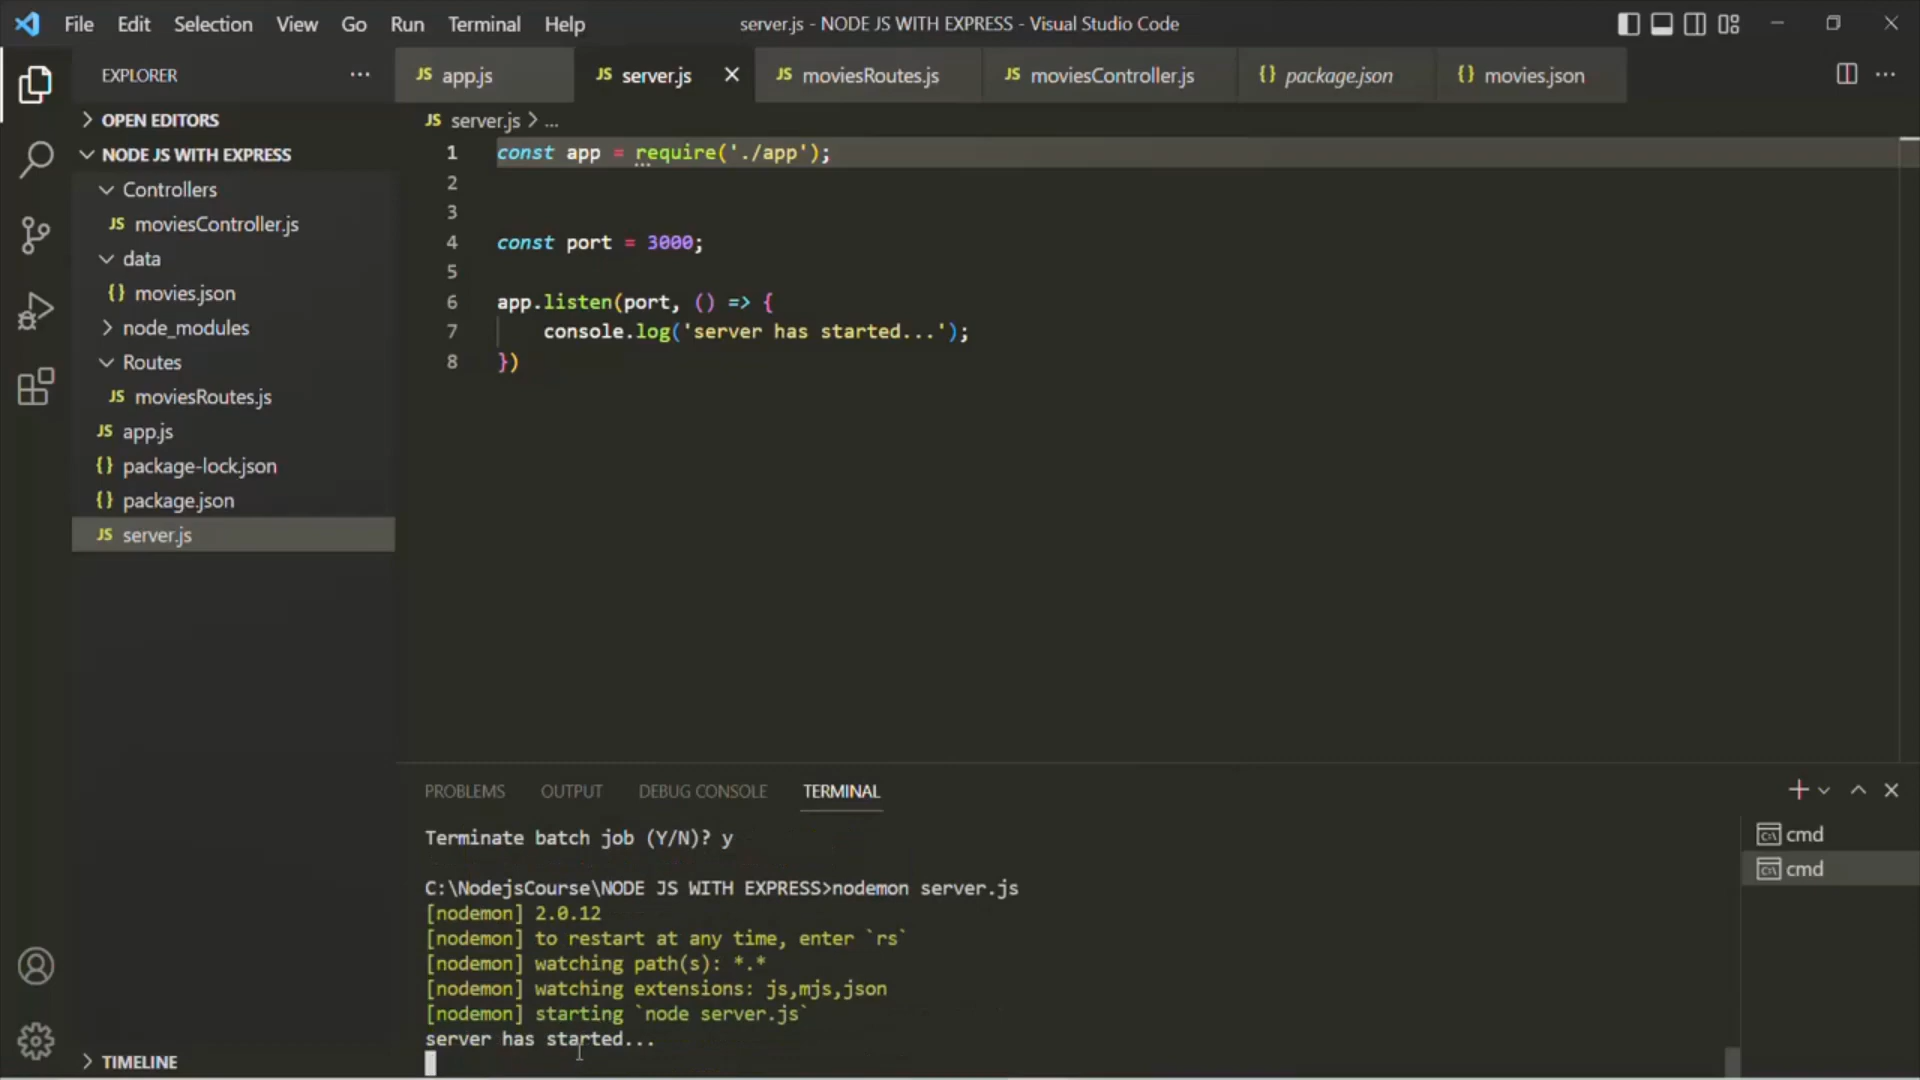 File Edit Selection View Go Run Terminal Help
server.js - NODE JS WITH EXPRESS - Visual Studio Code
EXPLORER ...
JS app.js
JS server.js
JS moviesRoutes.js
JS moviesController.js
{} package.json
{} movies.json
OPEN EDITORS
NODE JS WITH EXPRESS
Controllers
JS moviesController.js
data
{} movies.json
node_modules
Routes
JS moviesRoutes.js
JS app.js
{} package-lock.json
{} package.json
JS server.js
TIMELINE
JS server.js > ...
1 const app = require('./app');
2
3
4 const port = 3000;
5
6 app.listen(port, () => {
7 console.log('server has started...');
8 })
PROBLEMS OUTPUT DEBUG CONSOLE TERMINAL
Terminate batch job (Y/N)? y
C:\NodejsCourse\NODE JS WITH EXPRESS>nodemon server.js
[nodemon] 2.0.12
[nodemon] to restart at any time, enter `rs`
[nodemon] watching path(s): *.*
[nodemon] watching extensions: js,mjs,json
[nodemon] starting `node server.js`
server has started...
cmd
cmd